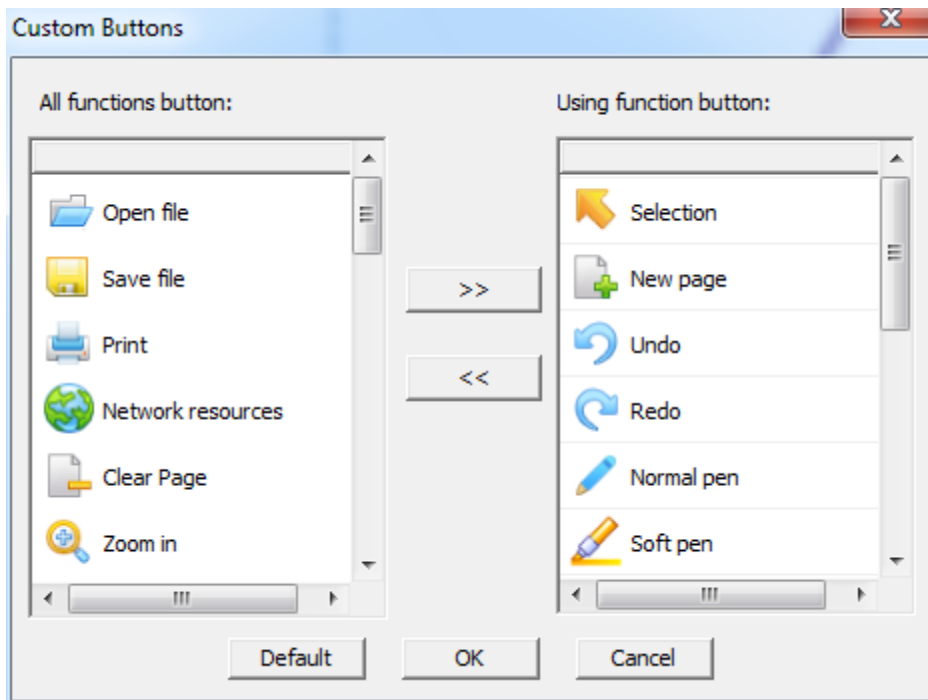 Custom Buttons
All functions button:
Using function button:
Open file
Save file
Print
Network resources
Clear Page
Zoom in
>>
<<
Selection
New page
Undo
Redo
Normal pen
Soft pen
Default
OK
Cancel